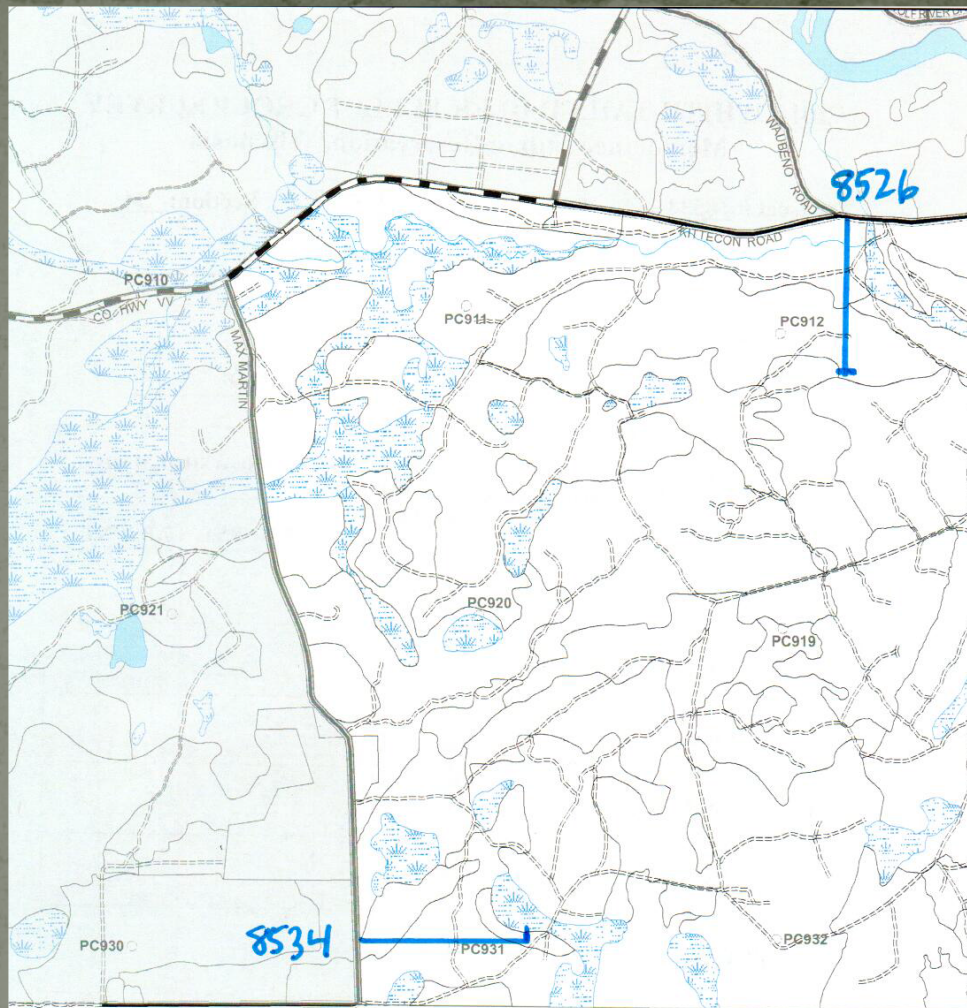 WAUBENO ROAD
8526
KITTECON ROAD
PC910
CO HWY VV
PC911
PC912
MAX MARTIN
PC921
PC920
PC919
8534
PC930
PC931
PC932